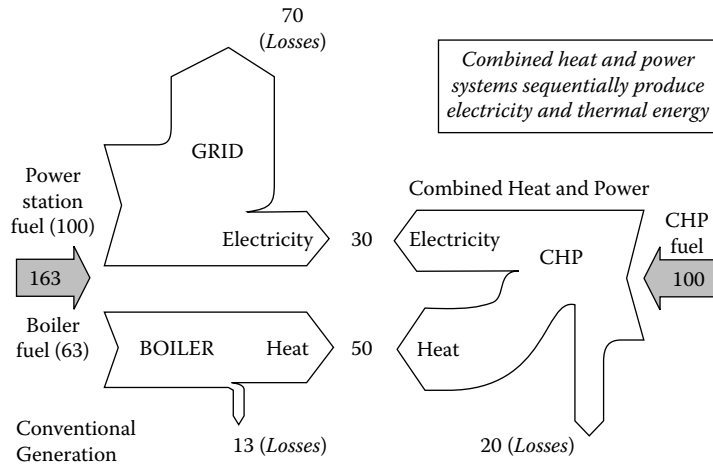 70
(Losses)
Combined heat and power
systems sequentially produce
electricity and thermal energy
GRID
Power
station
fuel (100)
Combined Heat and Power
Electricity
30
Electricity
CHP
CHP
fuel
163
100
Boiler
fuel (63)
BOILER
Heat
50
Heat
Conventional
Generation
13 (Losses)
20 (Losses)